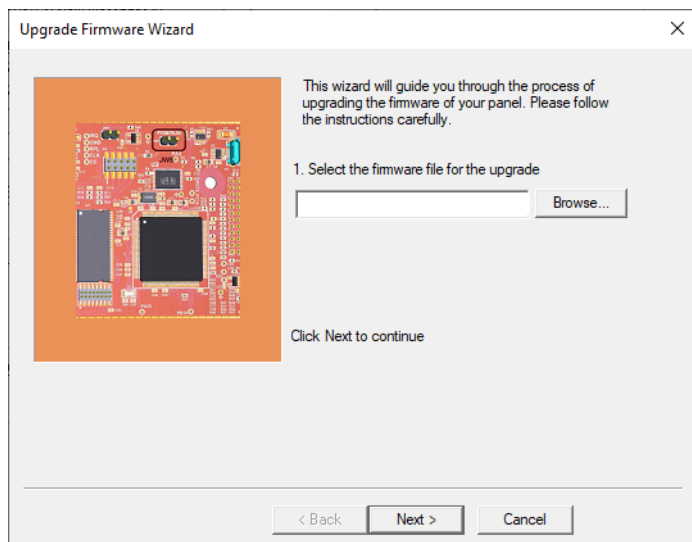 Upgrade Firmware Wizard
This wizard will guide you through the process of
upgrading the firmware of your panel. Please follow
the instructions carefully.
JW5
1. Select the firmware file for the upgrade
Browse...
Click Next to continue
< Back
Next >
Cancel